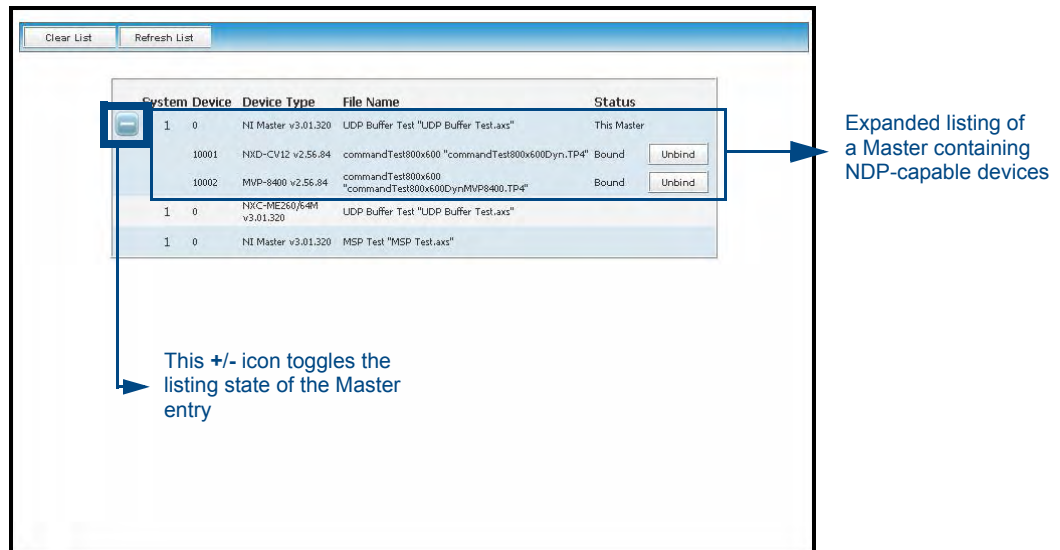 Clear List Refresh List
System Device Device Type File Name Status
1 0 NI Master v3.01.320 UDP Buffer Test "UDP Buffer Test.axs" This Master
10001 NXD-CV12 v2.56.84 commandTest800x600 "commandTest800x600Dyn.TP4" Bound Unbind
10002 MVP-8400 v2.56.84 commandTest800x600
"commandTest800x600DynMVP8400.TP4" Bound Unbind
1 0 NXC-ME260/64M
v3.01.320 UDP Buffer Test "UDP Buffer Test.axs"
1 0 NI Master v3.01.320 MSP Test "MSP Test.axs"
Expanded listing of
a Master containing
NDP-capable devices
This +/- icon toggles the
listing state of the Master
entry